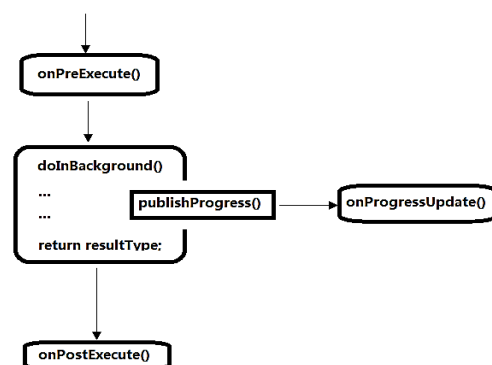 onPreExecute()
doInBackground()
...
publishProgress()
...
return resultType;
onProgressUpdate()
onPostExecute()